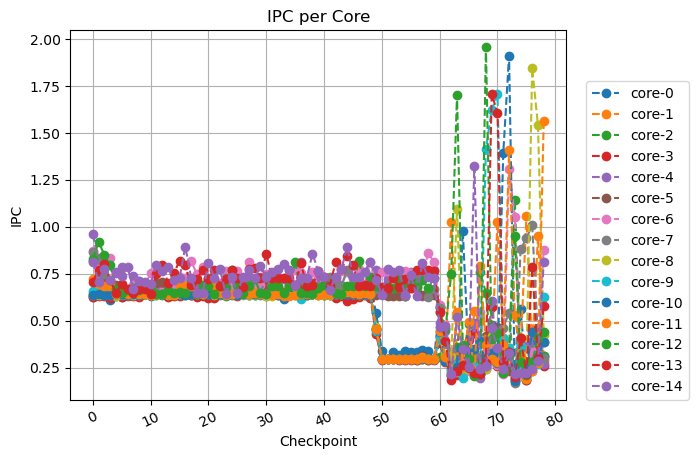 IPC per Core
2.00
1.75
1.50
1.25
1.00
0.75
0.50
0.25
IPC
0 10 20 30 40 50 60 70 80
Checkpoint
core-0
core-1
core-2
core-3
core-4
core-5
core-6
core-7
core-8
core-9
core-10
core-11
core-12
core-13
core-14